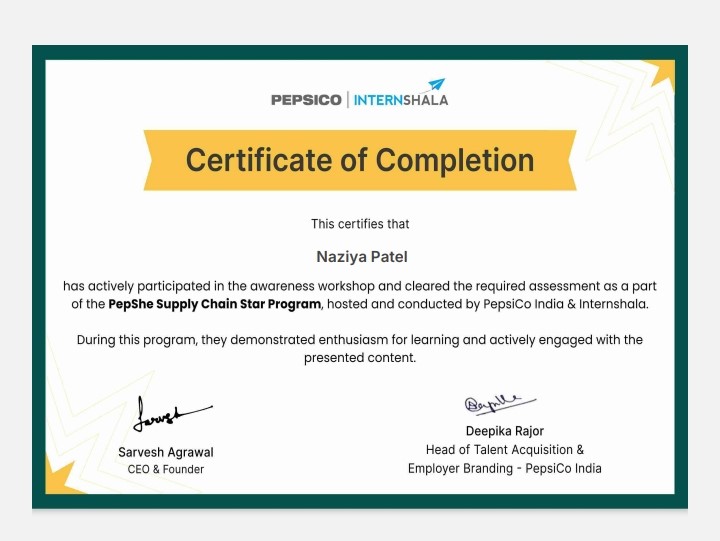 PEPSICO | INTERNSHALA
Certificate of Completion
This certifies that
Naziya Patel
has actively participated in the awareness workshop and cleared the required assessment as a part
of the PepShe Supply Chain Star Program, hosted and conducted by PepsiCo India & Internshala.
During this program, they demonstrated enthusiasm for learning and actively engaged with the
presented content.
Sarvesh Agrawal
CEO & Founder
Deepika Rajor
Head of Talent Acquisition &
Employer Branding - PepsiCo India